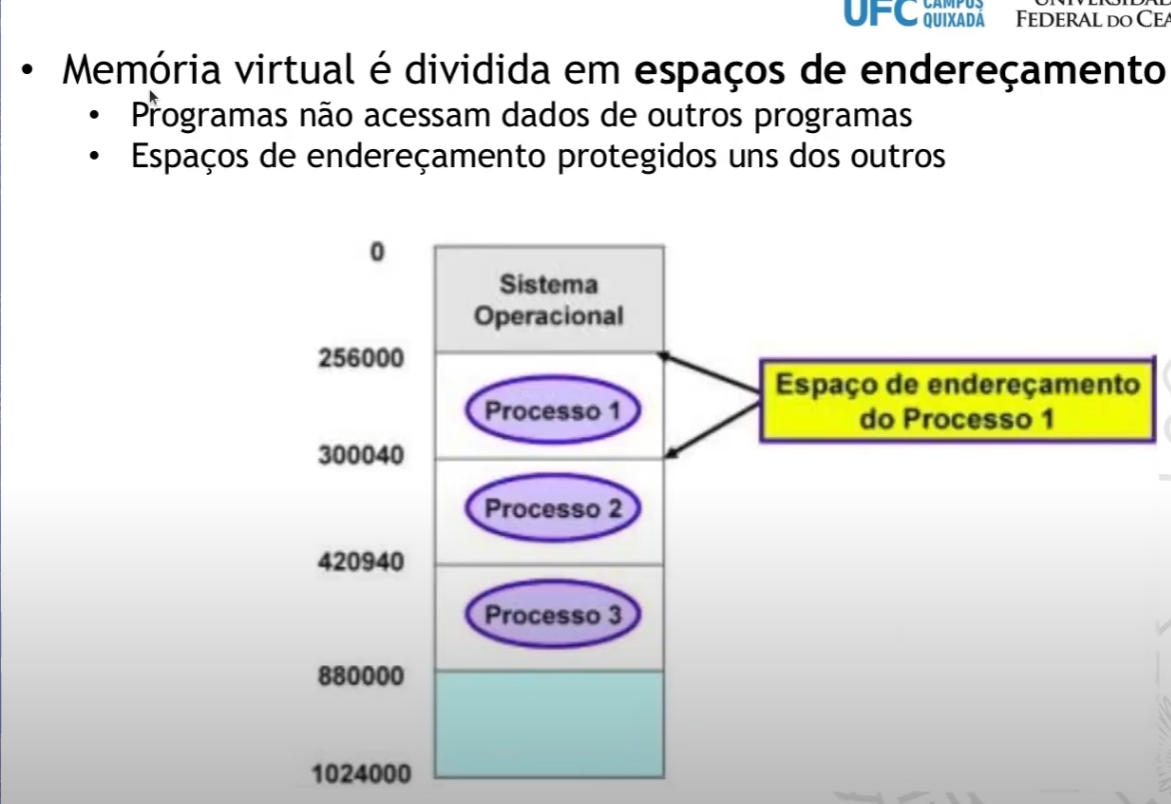 UFC CAMPUS QUIXADÁ
FEDERAL DO
• Memória virtual é dividida em espaços de endereçamento
• Programas não acessam dados de outros programas
• Espaços de endereçamento protegidos uns dos outros
0
Sistema
Operacional
256000
Processo 1
Espaço de endereçamento
do Processo 1
300040
Processo 2
420940
Processo 3
880000
1024000